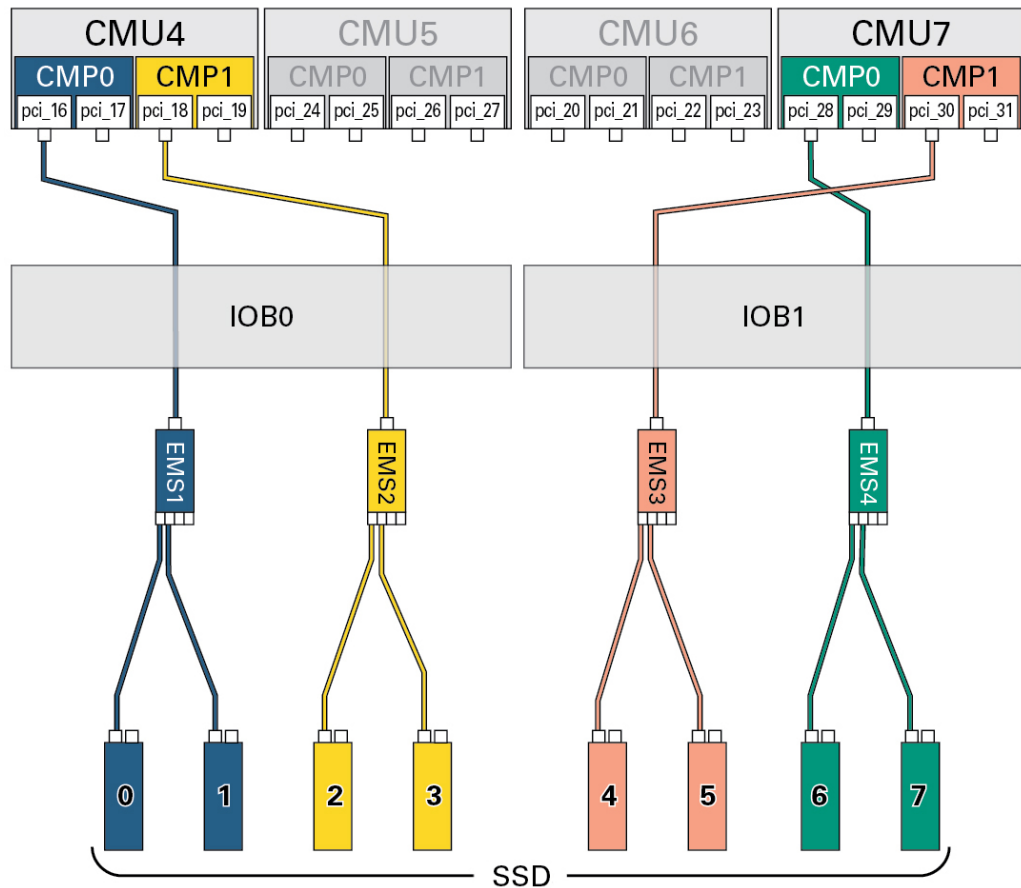 CMU4 CMU5 CMU6 CMU7
CMP0 CMP1 CMP0 CMP1 CMP0 CMP1 CMP0 CMP1
pci_16 pci_17 pci_18 pci_19 pci_24 pci_25 pci_26 pci_27 pci_20 pci_21 pci_22 pci_23 pci_28 pci_29 pci_30 pci_31
IOB0 IOB1
EMS1 EMS2 EMS3 EMS4
0 1 2 3 4 5 6 7
SSD